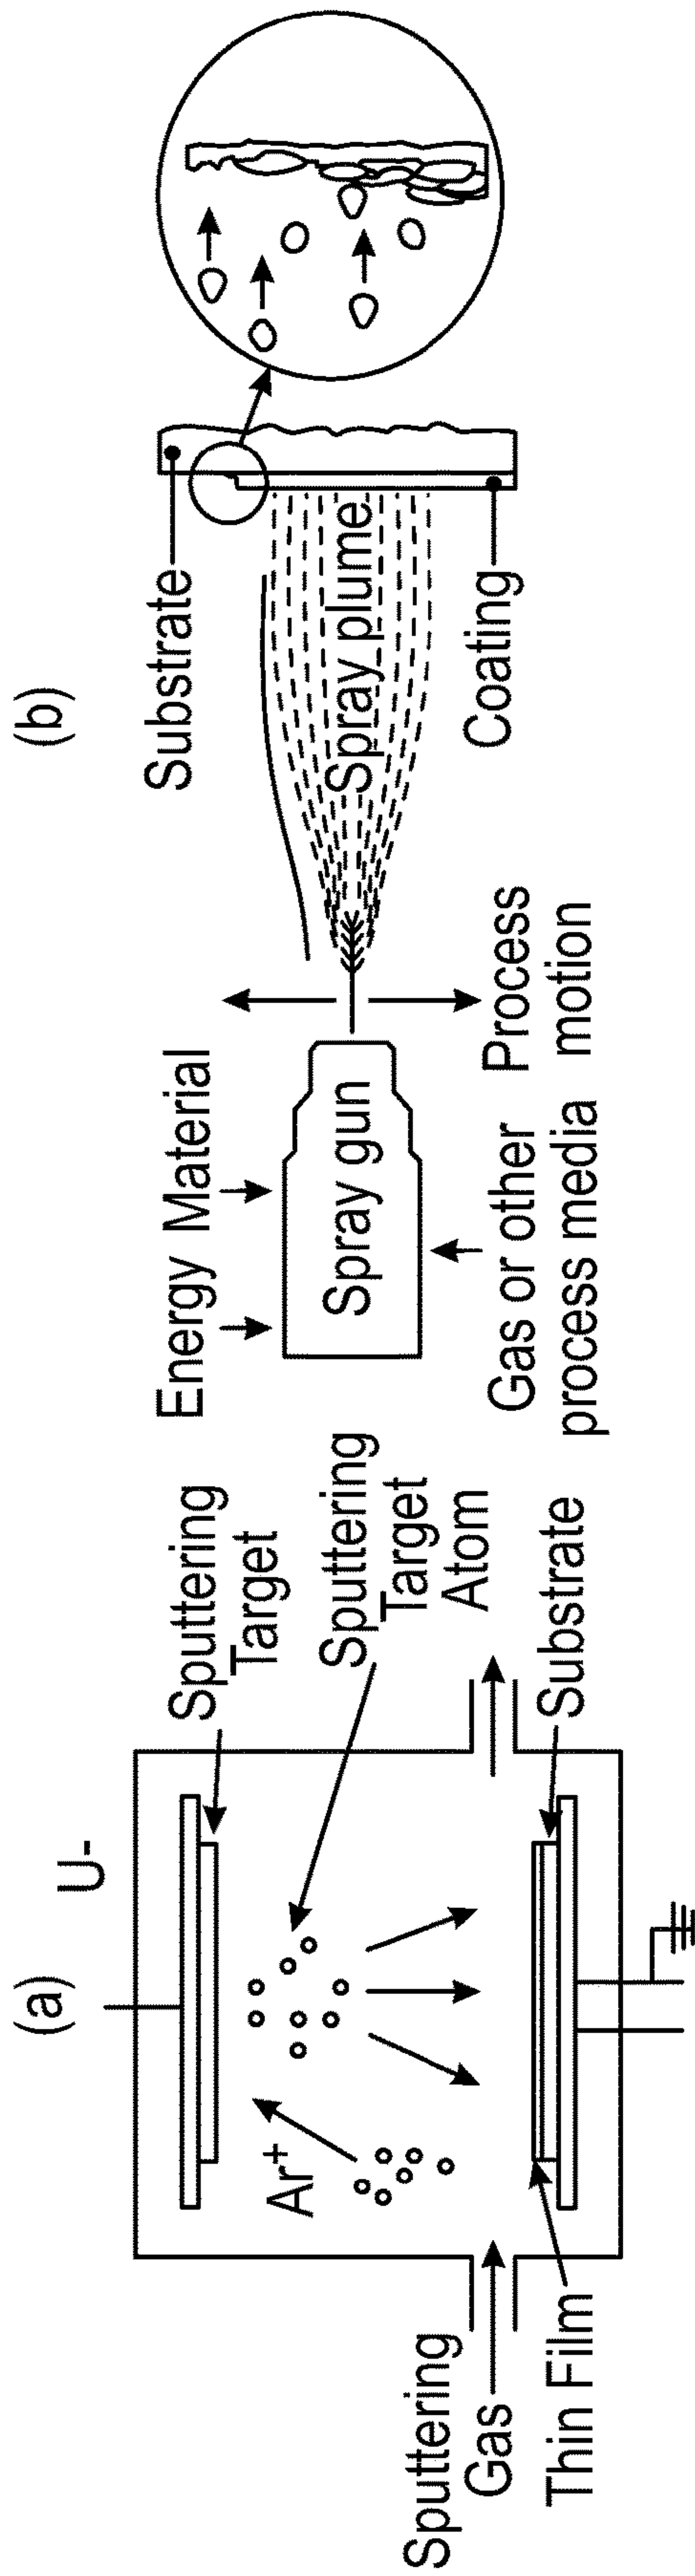 (a)
U-
Sputtering
Target
Ar+
Sputtering
Target
Atom
Sputtering
Gas
Thin Film
Substrate
(b)
Energy
Material
Spray gun
Gas or other
process media
Process
motion
Spray plume
Substrate
Coating